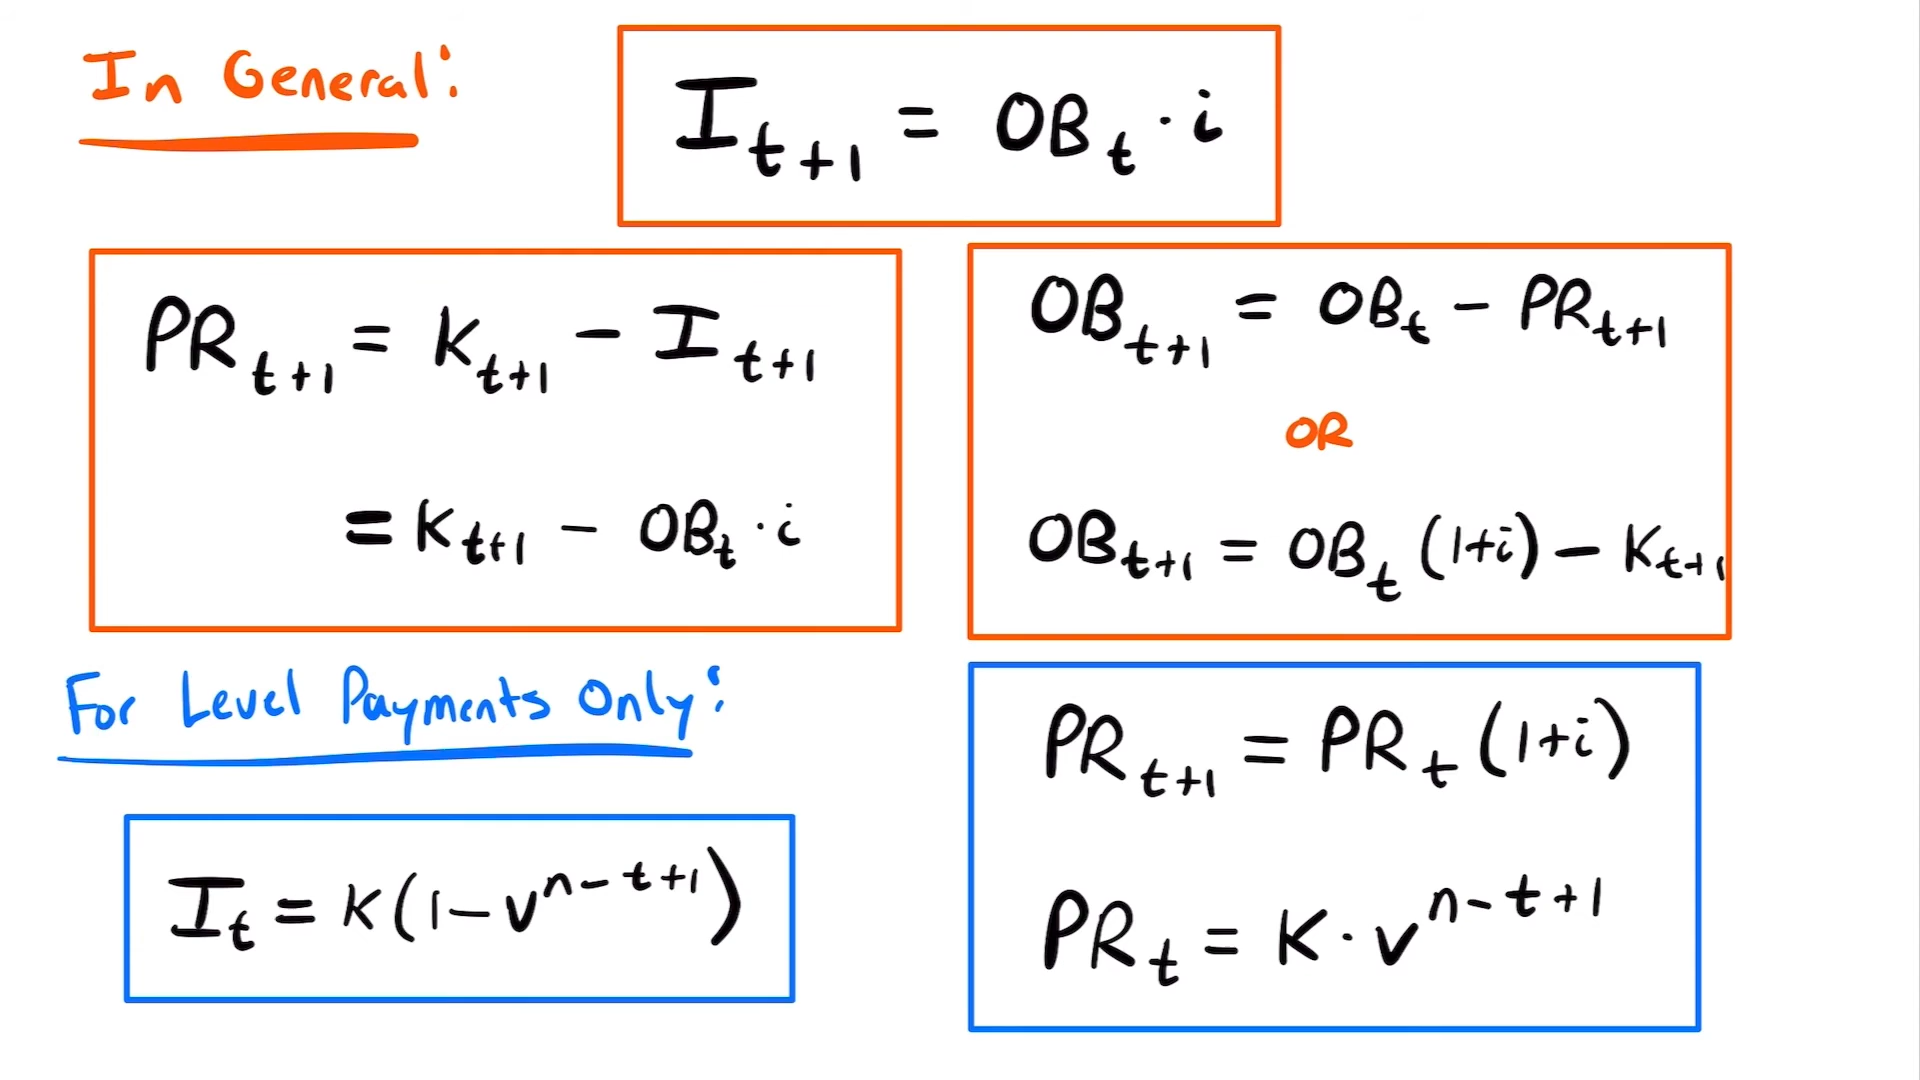 In General:
I_{t+1} = OB_t · i
PR_{t+1} = K_{t+1} − I_{t+1}
= K_{t+1} − OB_t · i
OB_{t+1} = OB_t − PR_{t+1}
OR
OB_{t+1} = OB_t (1+i) − K_{t+1}
For Level Payments Only:
I_t = K(1 − v^{n−t+1})
PR_{t+1} = PR_t (1+i)
PR_t = K · v^{n−t+1}